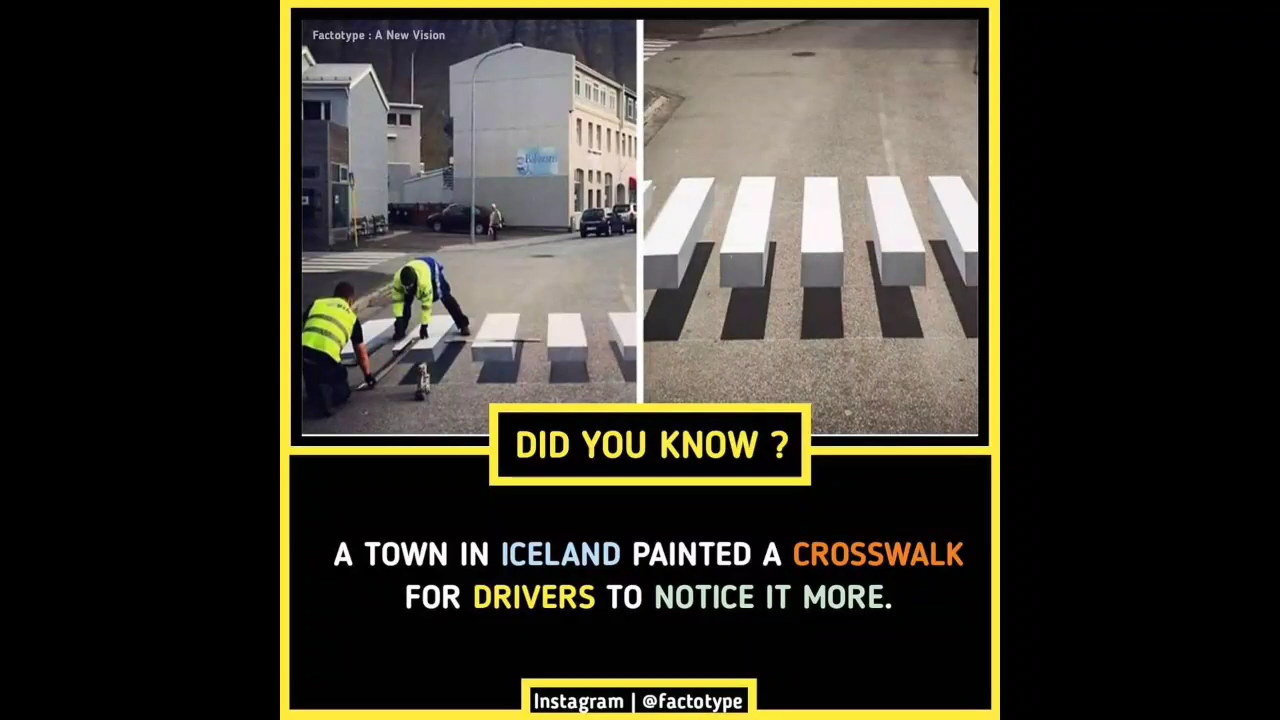 Factotype : A New Vision
DID YOU KNOW ?
A TOWN IN ICELAND PAINTED A CROSSWALK
FOR DRIVERS TO NOTICE IT MORE.
Instagram | @factotype